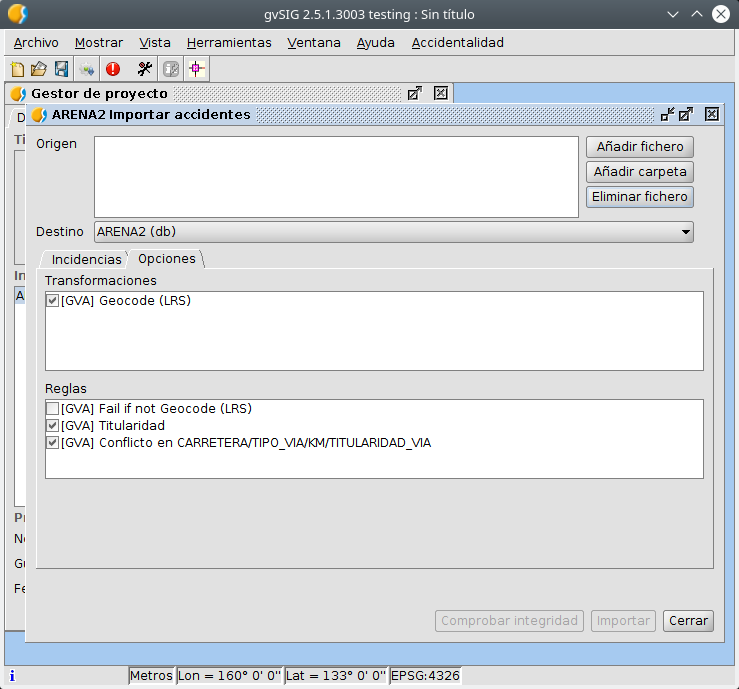 gvSIG 2.5.1.3003 testing : Sin título
Archivo Mostrar Vista Herramientas Ventana Ayuda Accidentalidad
Gestor de proyecto
ARENA2 Importar accidentes
Origen
Añadir fichero
Añadir carpeta
Eliminar fichero
Destino ARENA2 (db)
Incidencias Opciones
Transformaciones
[GVA] Geocode (LRS)
Reglas
[GVA] Fail if not Geocode (LRS)
[GVA] Titularidad
[GVA] Conflicto en CARRETERA/TIPO_VIA/KM/TITULARIDAD_VIA
Comprobar integridad Importar Cerrar
Metros Lon = 160° 0' 0" Lat = 133° 0' 0" EPSG:4326